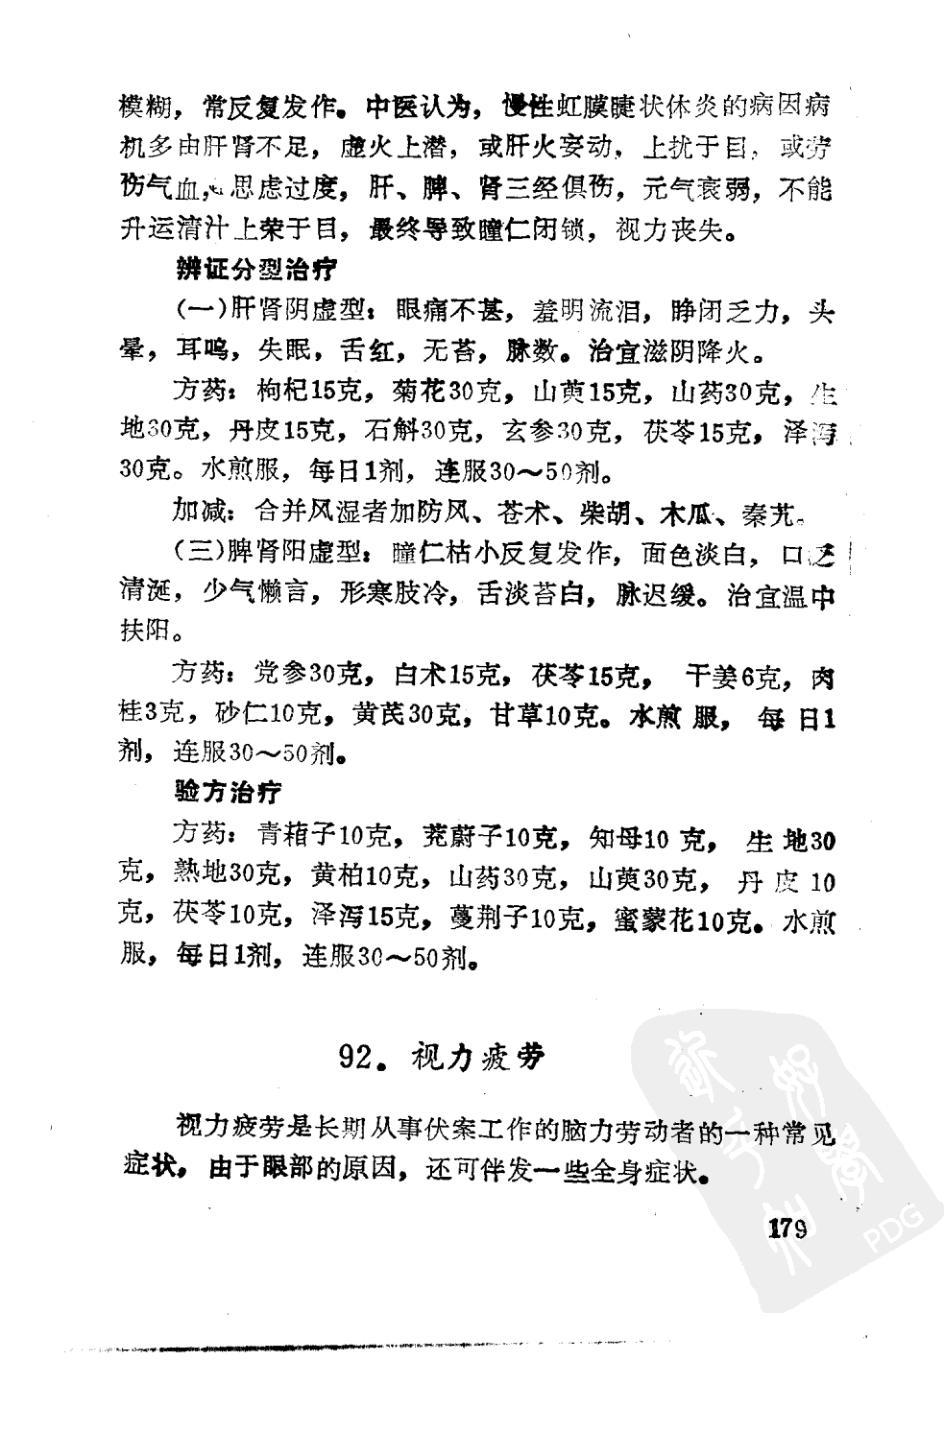 模糊，常反复发作。中医认为，慢性虹膜睫状体炎的病因病
机多由肝肾不足，虚火上潜，或肝火妄动，上扰于目，或劳
伤气血，思虑过度，肝、脾、肾三经俱伤，元气衰弱，不能
升运清汁上荣于目，最终导致瞳仁闭锁，视力丧失。
辨证分型治疗
(一)肝肾阴虚型：眼痛不甚，羞明流泪，睁闭乏力，头
晕，耳鸣，失眠，舌红，无苔，脉数。治宜滋阴降火。
方药：枸杞15克，菊花30克，山萸15克，山药30克，生
地30克，丹皮15克，石斛30克，玄参30克，茯苓15克，泽泻
30克。水煎服，每日1剂，连服30～50剂。
加减：合并风湿者加防风、苍术、柴胡、木瓜、秦艽。
(三)脾肾阳虚型：瞳仁枯小反复发作，面色淡白，口泛
清涎，少气懒言，形寒肢冷，舌淡苔白，脉迟缓。治宜温中
扶阳。
方药：党参30克，白术15克，茯苓15克，干姜6克，肉
桂3克，砂仁10克，黄芪30克，甘草10克。水煎服，每日1
剂，连服30～50剂。
验方治疗
方药：青葙子10克，茺蔚子10克，知母10克，生地30
克，熟地30克，黄柏10克，山药30克，山萸30克，丹皮10
克，茯苓10克，泽泻15克，蔓荆子10克，蜜蒙花10克。水煎
服，每日1剂，连服30～50剂。
92．视力疲劳
视力疲劳是长期从事伏案工作的脑力劳动者的一种常见
症状。由于眼部的原因，还可伴发一些全身症状。
179
PDG